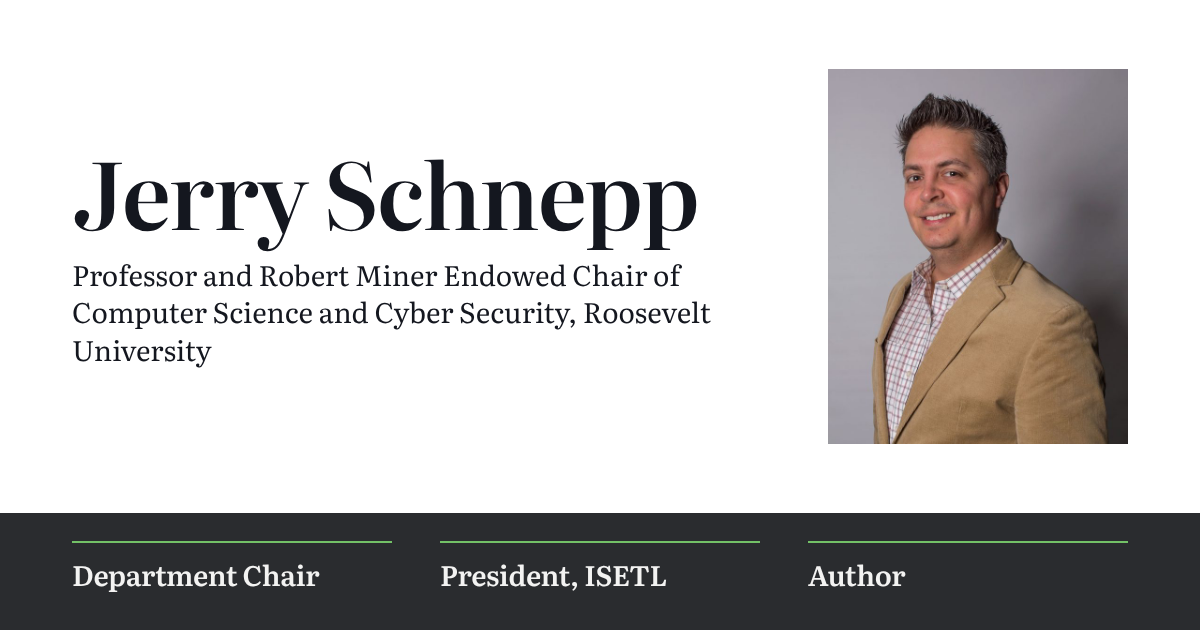 Jerry Schnepp
Professor and Robert Miner Endowed Chair of
Computer Science and Cyber Security, Roosevelt
University
Department Chair
President, ISETL
Author